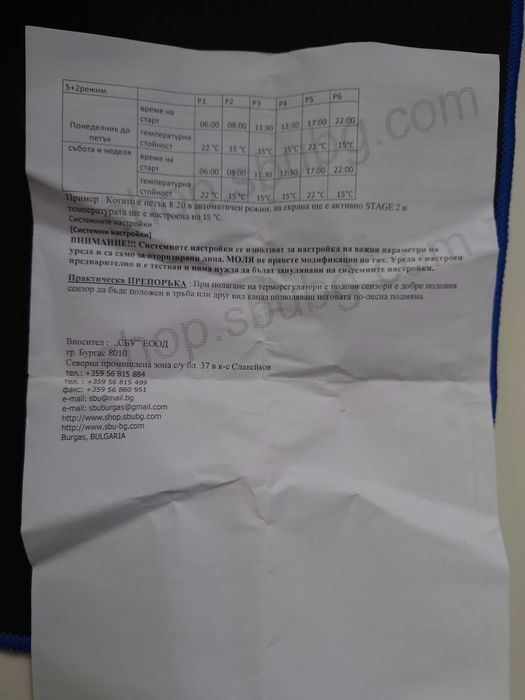 5+2режим
P1 P2 P3 P4 P5 P6
Понеделник до петък време на старт 06:00 08:00 11:30 12:30 17:00 22:00
температурна стойност 22 °C 15 °C 15°C 15°C 22 °C 15°C
събота и неделя време на старт 06:00 08:00 11:30 12:30 17:00 22:00
температурна стойност 22 °C 15°C 15°C 15°C 22 °C 15°C
Пример : Когато е петък 8.20 в автоматичен режим, на екрана ще е активно STAGE 2 и
температурата ще е настроена на 15 °C.
Системните настройки
[Системни настройки]
ВНИМАНИЕ!!! Системните настройки се използват за настройка на важни параметри на
уреда и са само за оторизирани лица. МОЛЯ не правете модификации по тях. Уреда е настроен
предварително и е тестван и няма нужда да бъдат занулявани на системните настройки.
Практическа ПРЕПОРЪКА : При полагане на терморегулатори с подови сензори е добре подовия
сензор да бъде положен в тръба или друг вид канал позволяващ неговата по-лесна подмяна.
Вносител : „СБУ" ЕООД
гр. Бургас 8010
Северна промишлена зона с/у бл. 37 в к-с Славейков
тел.: +359 56 815 884
тел. : +359 56 815 499
факс: +359 56 860 951
e-mail: sbu@mail.bg
e-mail: sbuburgas@gmail.com
http://www.shop.sbubg.com
http://www.sbu-bg.com
Burgas, BULGARIA
shop.sbubg.com
shop.sbubg.com